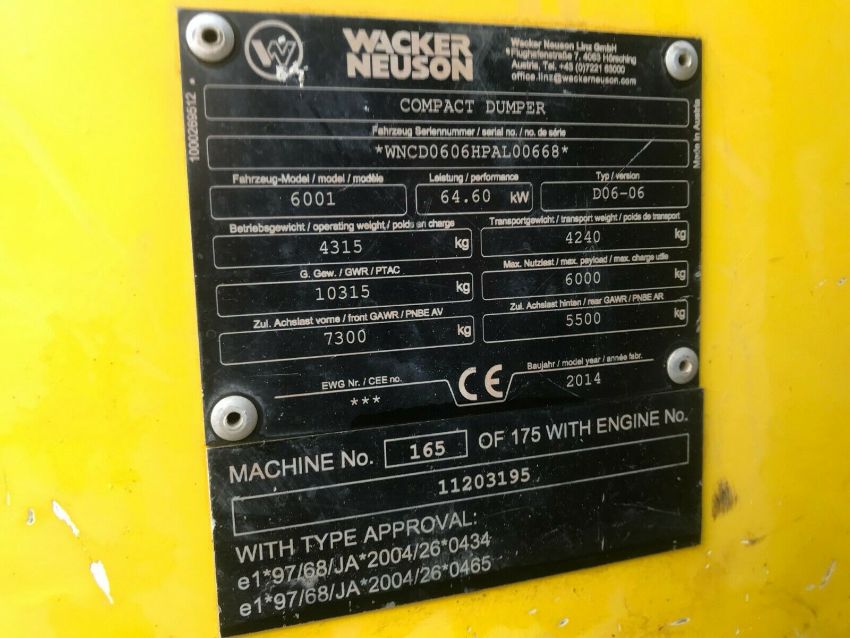 WACKER
NEUSON
Wacker Neuson Linz GmbH
Flughafenstraße 7, 4063 Hörsching
Austria, Tel. +43 (0)7221 63000
office.linz@wackerneuson.com
1000269512
COMPACT DUMPER
Made in Austria
Fahrzeug Seriennummer / serial no. / no. de série
*WNCD0606HPAL00668*
Fahrzeug-Model / model / modèle Leistung / performance Typ / version
6001 64.60 kW D06-06
Betriebsgewicht / operating weight / poids en charge Transportgewicht / transport weight / poids de transport
4315 kg 4240 kg
G. Gew. / GWR / PTAC Max. Nutzlast / max. payload / max. charge utile
10315 kg 6000 kg
Zul. Achslast vorne / front GAWR / PNBE AV Zul. Achslast hinten / rear GAWR / PNBE AR
7300 kg 5500 kg
EWG Nr. / CEE no. CE Baujahr / model year / année fabr.
*** 2014
MACHINE No. 165 OF 175 WITH ENGINE No.
11203195
WITH TYPE APPROVAL:
e1*97/68/JA*2004/26*0434
e1*97/68/JA*2004/26*0465